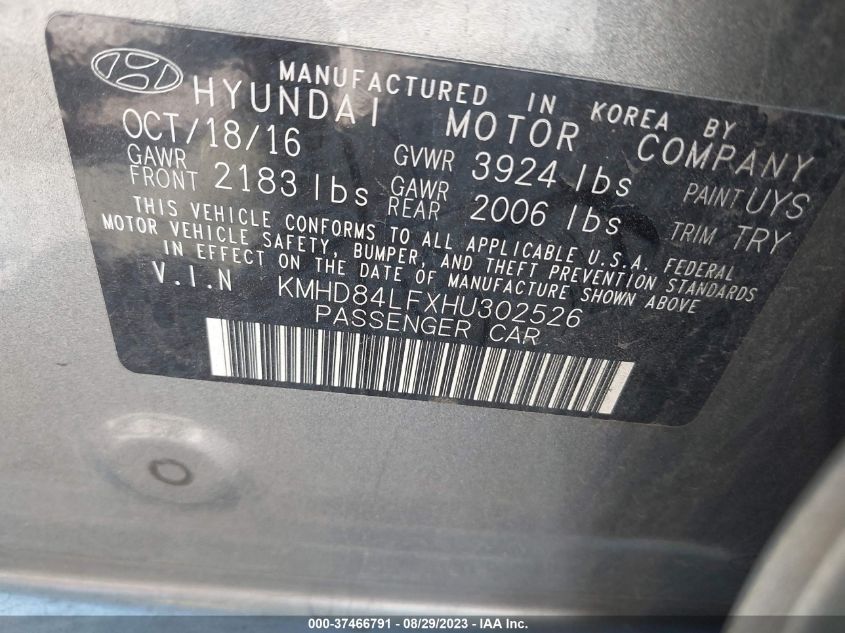 MANUFACTURED IN KOREA BY
HYUNDAI MOTOR COMPANY
OCT/18/16 GVWR 3924 lbs PAINT UYS
GAWR FRONT 2183 lbs GAWR REAR 2006 lbs TRIM TRY
THIS VEHICLE CONFORMS TO ALL APPLICABLE U.S.A. FEDERAL
MOTOR VEHICLE SAFETY, BUMPER, AND THEFT PREVENTION STANDARDS
IN EFFECT ON THE DATE OF MANUFACTURE SHOWN ABOVE
V.I.N KMHD84LFXHU302526
PASSENGER CAR
000-37466791 - 08/29/2023 - IAA Inc.